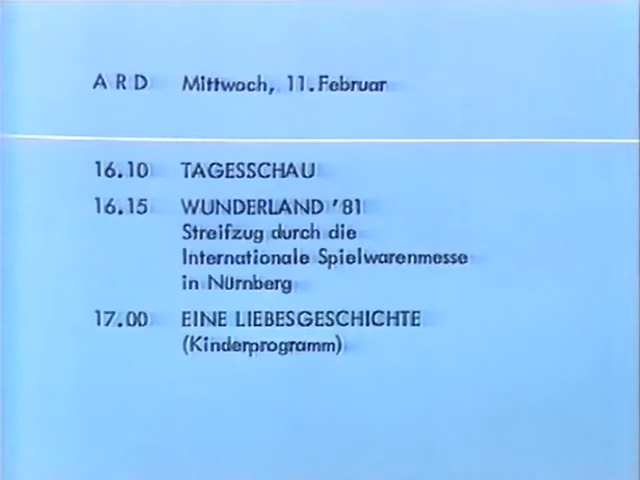 ARD Mittwoch, 11. Februar
16.10 TAGESSCHAU
16.15 WUNDERLAND '81
Streifzug durch die
Internationale Spielwarenmesse
in Nürnberg
17.00 EINE LIEBESGESCHICHTE
(Kinderprogramm)